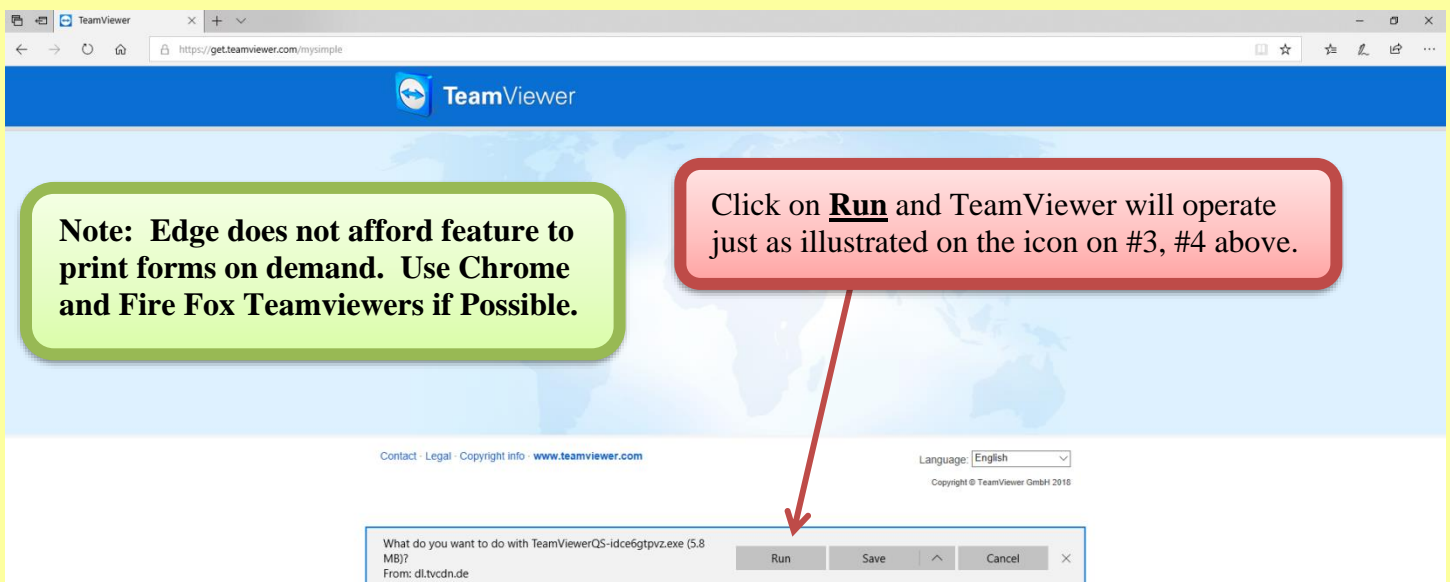 TeamViewer
https://get.teamviewer.com/mysimple
TeamViewer
Note: Edge does not afford feature to
print forms on demand. Use Chrome
and Fire Fox Teamviewers if Possible.
Click on Run and TeamViewer will operate
just as illustrated on the icon on #3, #4 above.
Contact · Legal · Copyright info · www.teamviewer.com
Language: English
Copyright © TeamViewer GmbH 2018
What do you want to do with TeamViewerQS-idce6gtpvz.exe (5.8
MB)?
From: dl.tvcdn.de
Run Save Cancel